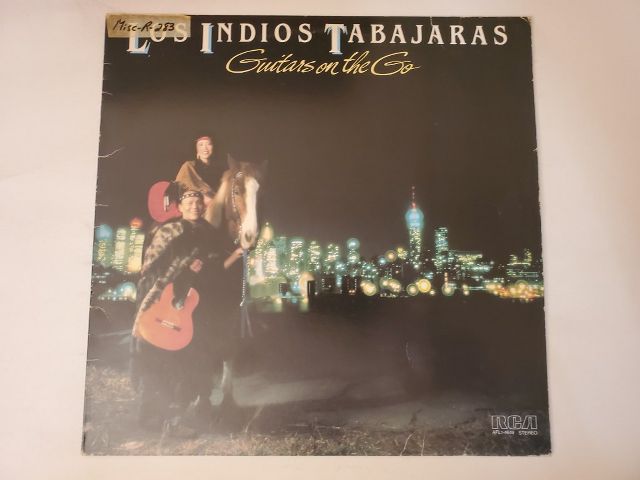 Misc-R-283
LOS INDIOS TABAJARAS
Guitars on the Go
RCA
STEREO